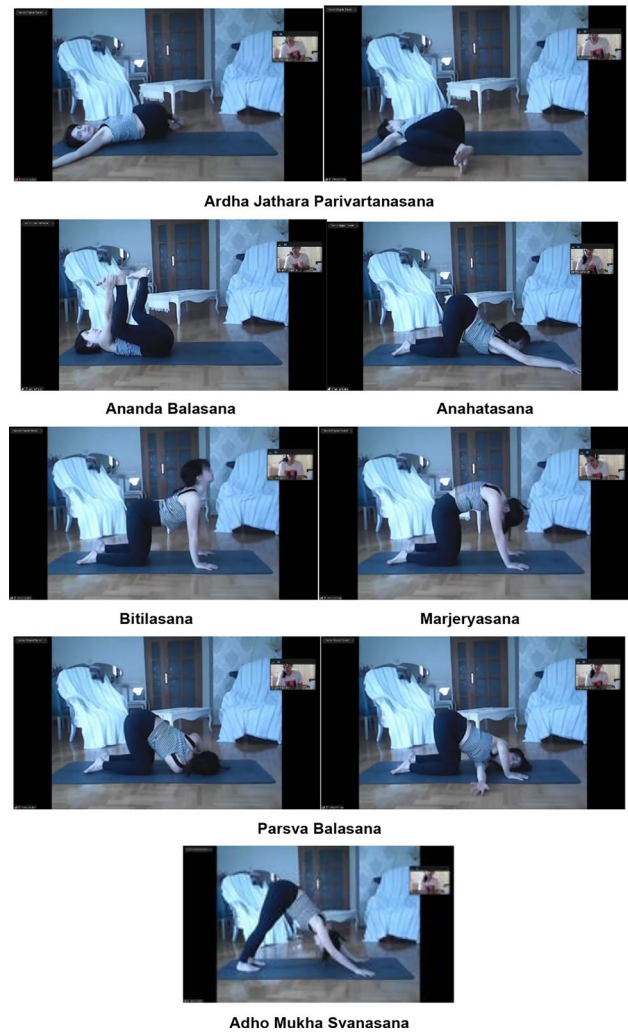 Ardha Jathara Parivartanasana
Ananda Balasana
Anahatasana
Bitilasana
Marjeryasana
Parsva Balasana
Adho Mukha Svanasana